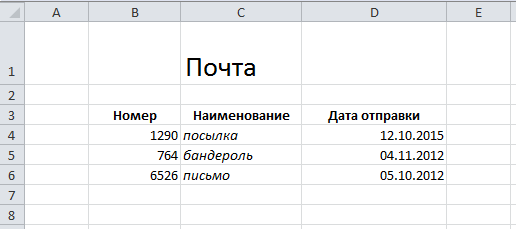 A B C D E
1 Почта
2
3 Номер Наименование Дата отправки
4 1290 посылка 12.10.2015
5 764 бандероль 04.11.2012
6 6526 письмо 05.10.2012
7
8